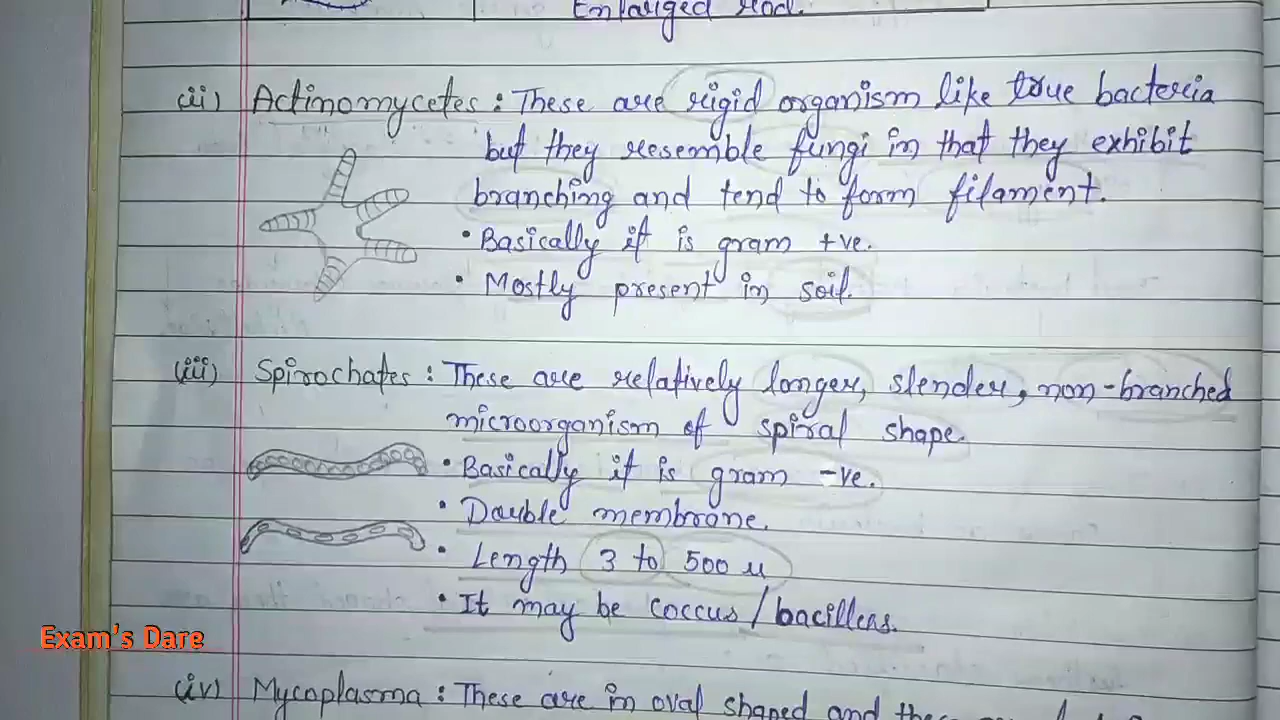 Enlarged rod.
(ii) Actinomycetes : These are rigid organism like true bacteria
but they resemble fungi in that they exhibit
branching and tend to form filament.
• Basically it is gram +ve.
• Mostly present in soil.
(iii) Spirochates : These are relatively longer, slender, non-branched
microorganism of spiral shape.
• Basically it is gram -ve.
• Double membrane.
• Length 3 to 500 u
• It may be coccus / bacillus.
Exam's Dare
(iv) Mycoplasma : These are in oval shaped and